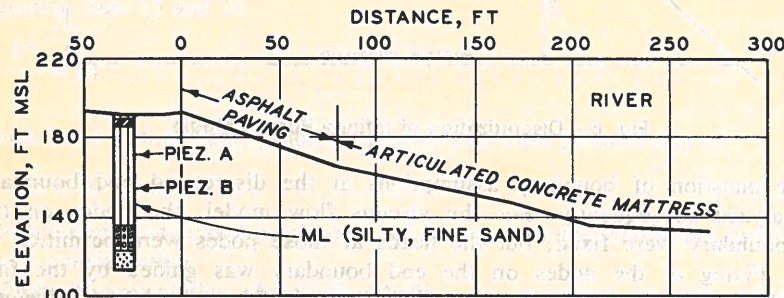 DISTANCE, FT
50 0 50 100 150 200 250 300
220
ELEVATION, FT MSL
180
140
100
ASPHALT
PAVING
RIVER
ARTICULATED CONCRETE MATTRESS
PIEZ. A
PIEZ. B
ML (SILTY, FINE SAND)